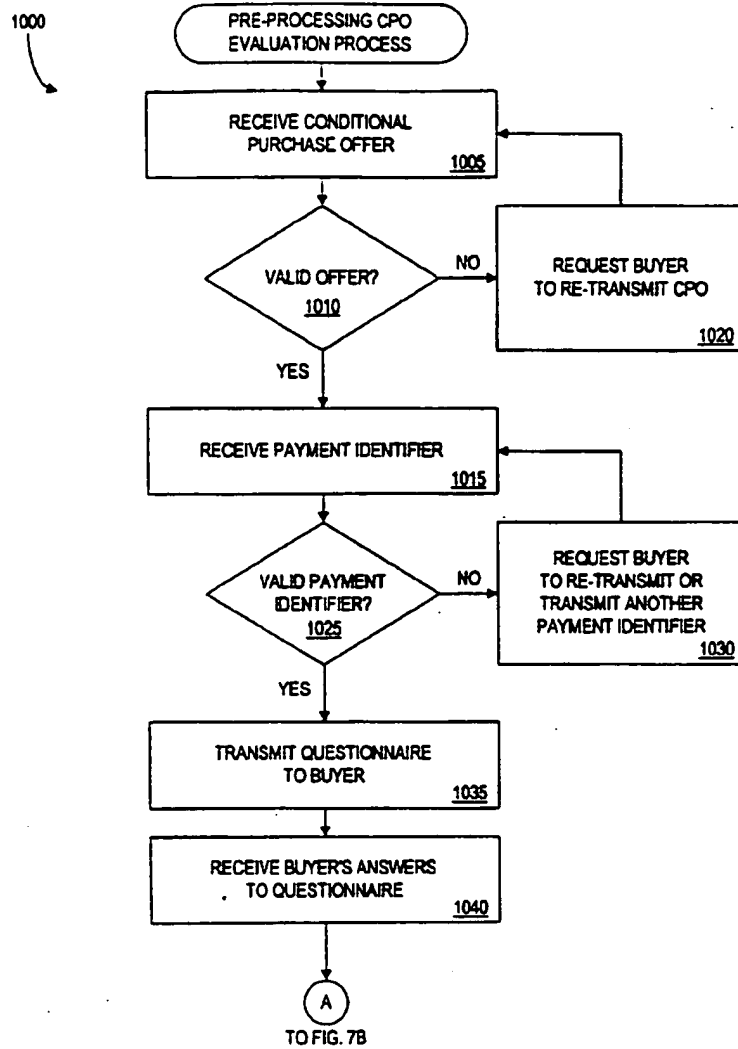 1000
PRE-PROCESSING CPO
EVALUATION PROCESS
RECEIVE CONDITIONAL
PURCHASE OFFER
1005
VALID OFFER?
1010
NO
REQUEST BUYER
TO RE-TRANSMIT CPO
1020
YES
RECEIVE PAYMENT IDENTIFIER
1015
VALID PAYMENT
IDENTIFIER?
1025
NO
REQUEST BUYER
TO RE-TRANSMIT OR
TRANSMIT ANOTHER
PAYMENT IDENTIFIER
1030
YES
TRANSMIT QUESTIONNAIRE
TO BUYER
1035
RECEIVE BUYER'S ANSWERS
TO QUESTIONNAIRE
1040
A
TO FIG. 7B